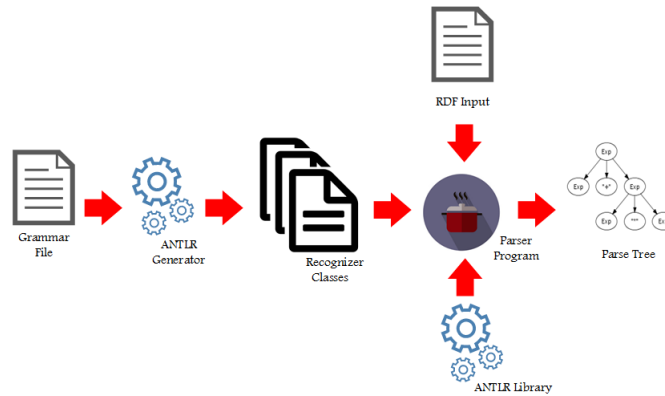 RDF Input
Grammar
File
ANTLR
Generator
Recognizer
Classes
Parser
Program
ANTLR Library
Exp
Exp
"+"
Exp
Exp
Parse Tree